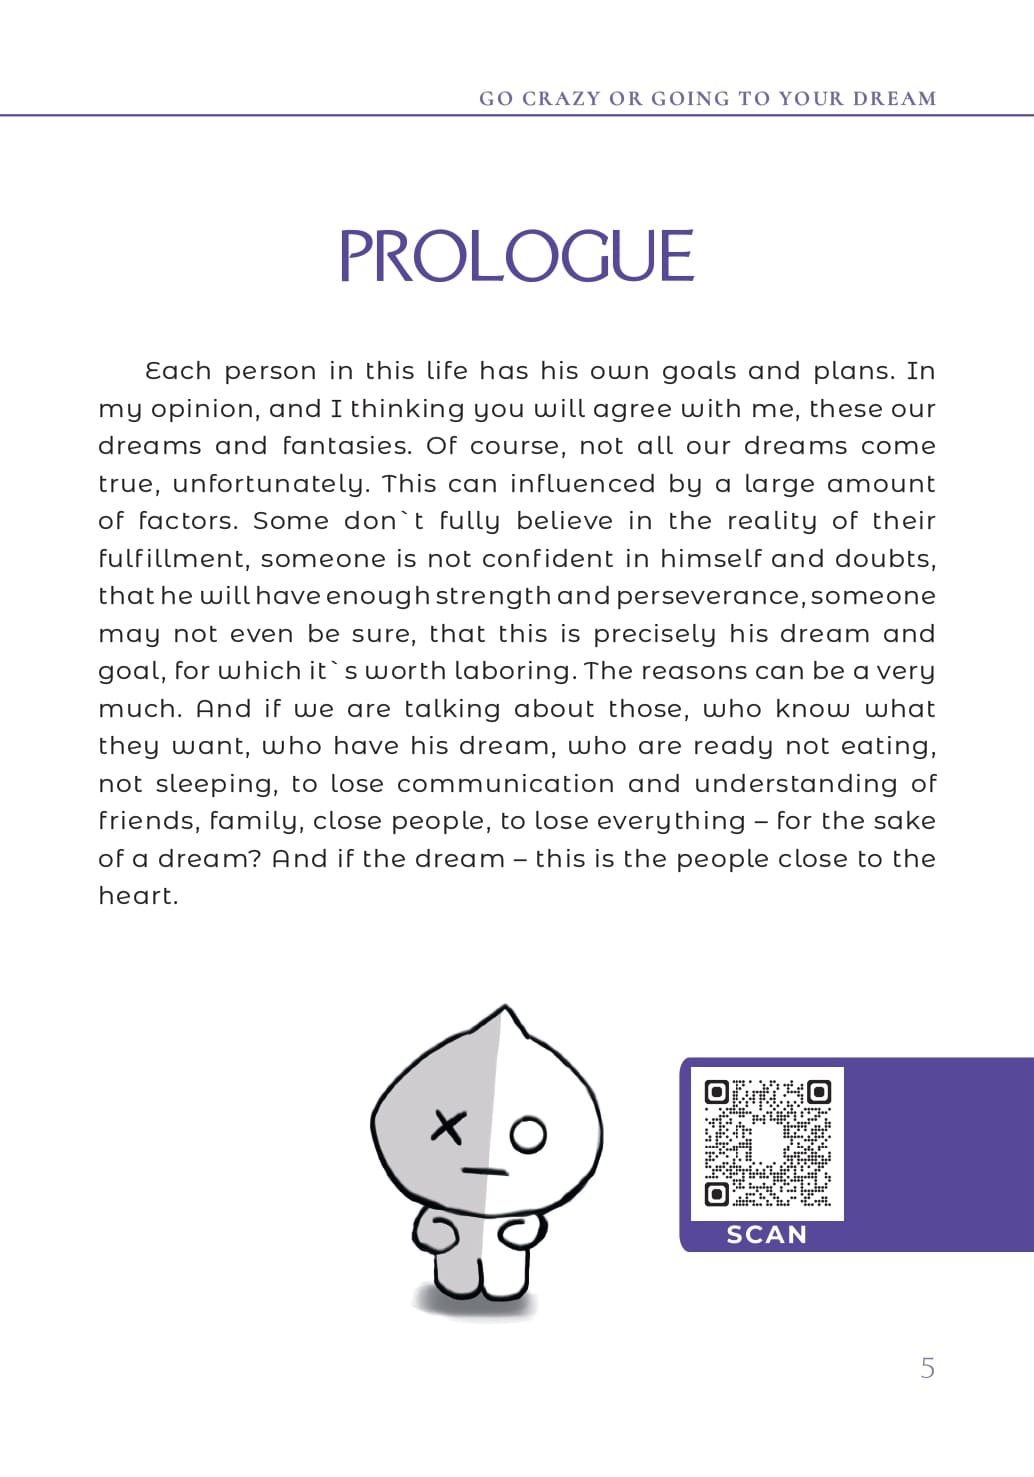 GO CRAZY OR GOING TO YOUR DREAM
PROLOGUE
Each person in this life has his own goals and plans. In
my opinion, and I thinking you will agree with me, these our
dreams and fantasies. Of course, not all our dreams come
true, unfortunately. This can influenced by a large amount
of factors. Some don`t fully believe in the reality of their
fulfillment, someone is not confident in himself and doubts,
that he will have enough strength and perseverance, someone
may not even be sure, that this is precisely his dream and
goal, for which it`s worth laboring. The reasons can be a very
much. And if we are talking about those, who know what
they want, who have his dream, who are ready not eating,
not sleeping, to lose communication and understanding of
friends, family, close people, to lose everything – for the sake
of a dream? And if the dream – this is the people close to the
heart.
SCAN
5